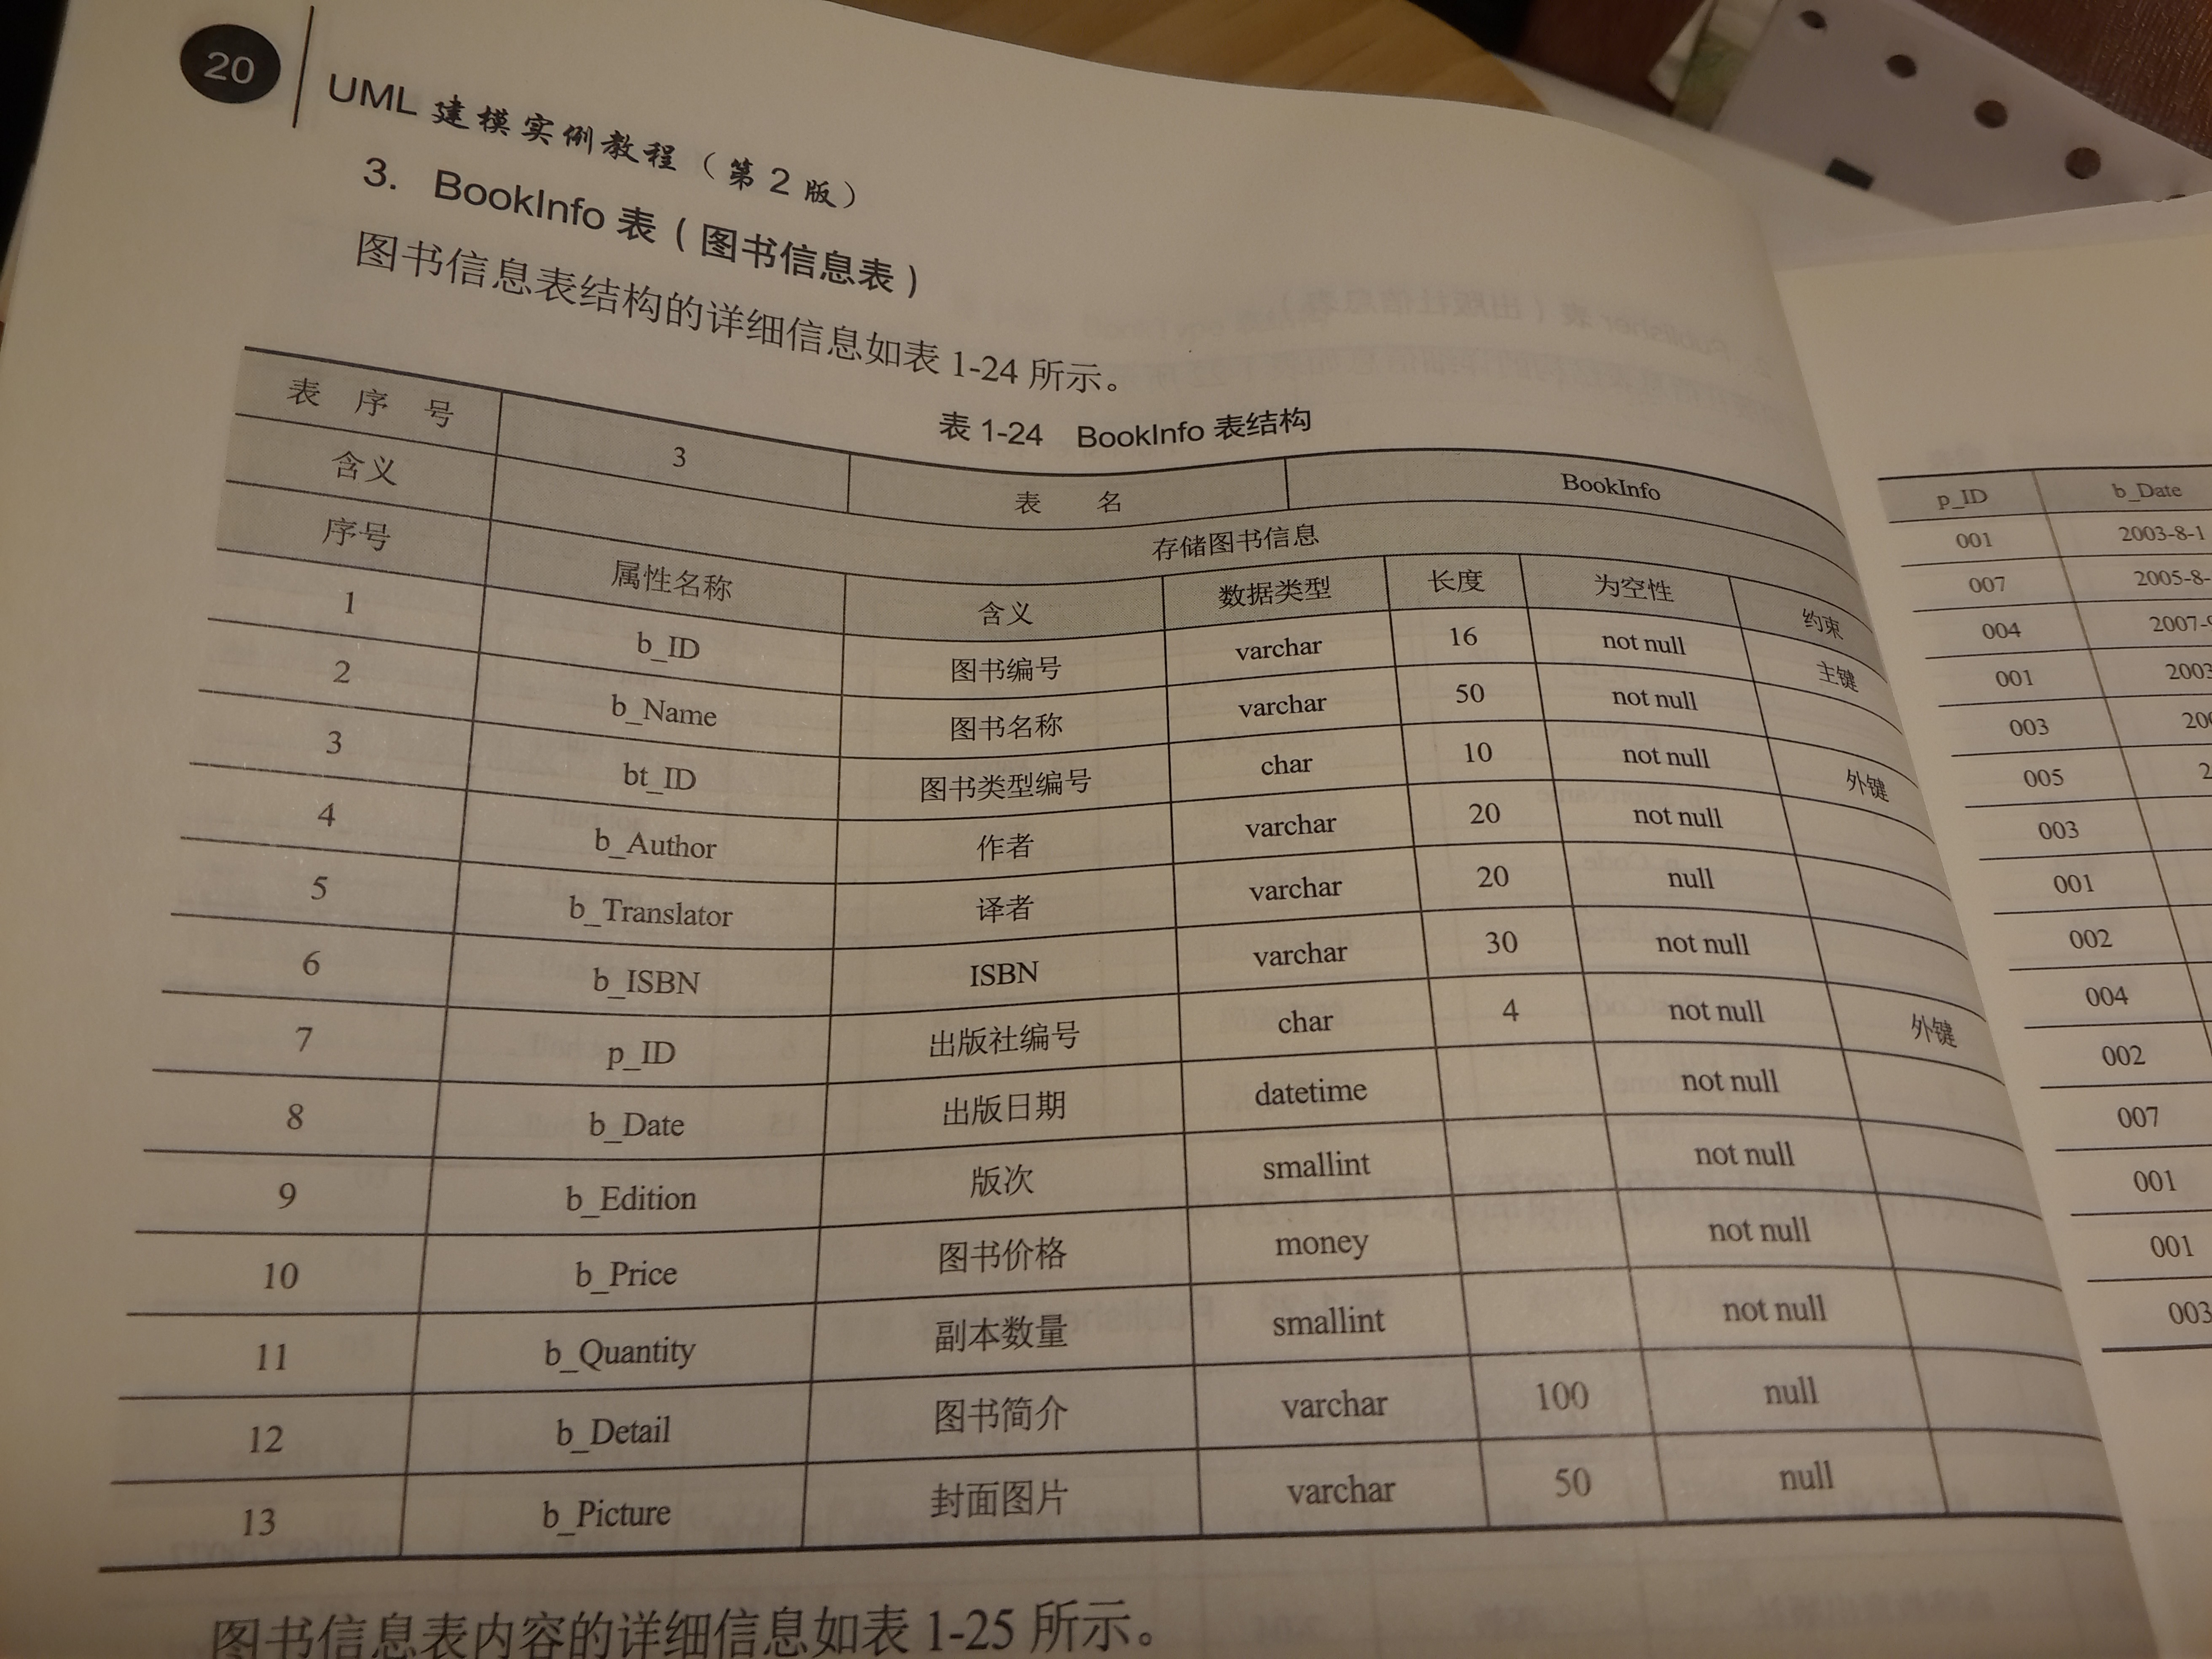 20
UML 建模实例教程（第 2 版）
3. BookInfo 表（图书信息表）
图书信息表结构的详细信息如表 1-24 所示。
表 1-24 BookInfo 表结构
表 序 号 3 表 名 BookInfo
含义 存储图书信息
序号 属性名称 含义 数据类型 长度 为空性 约束
1 b_ID 图书编号 varchar 16 not null 主键
2 b_Name 图书名称 varchar 50 not null
3 bt_ID 图书类型编号 char 10 not null 外键
4 b_Author 作者 varchar 20 not null
5 b_Translator 译者 varchar 20 null
6 b_ISBN ISBN varchar 30 not null
7 p_ID 出版社编号 char 4 not null 外键
8 b_Date 出版日期 datetime not null
9 b_Edition 版次 smallint not null
10 b_Price 图书价格 money not null
11 b_Quantity 副本数量 smallint not null
12 b_Detail 图书简介 varchar 100 null
13 b_Picture 封面图片 varchar 50 null
图书信息表内容的详细信息如表 1-25 所示。
p_ID b_Date
001 2003-8-1
007 2005-8-
004 2007-9
001 2003
003 200
005 2
003
001
002
004
002
007
001
001
003